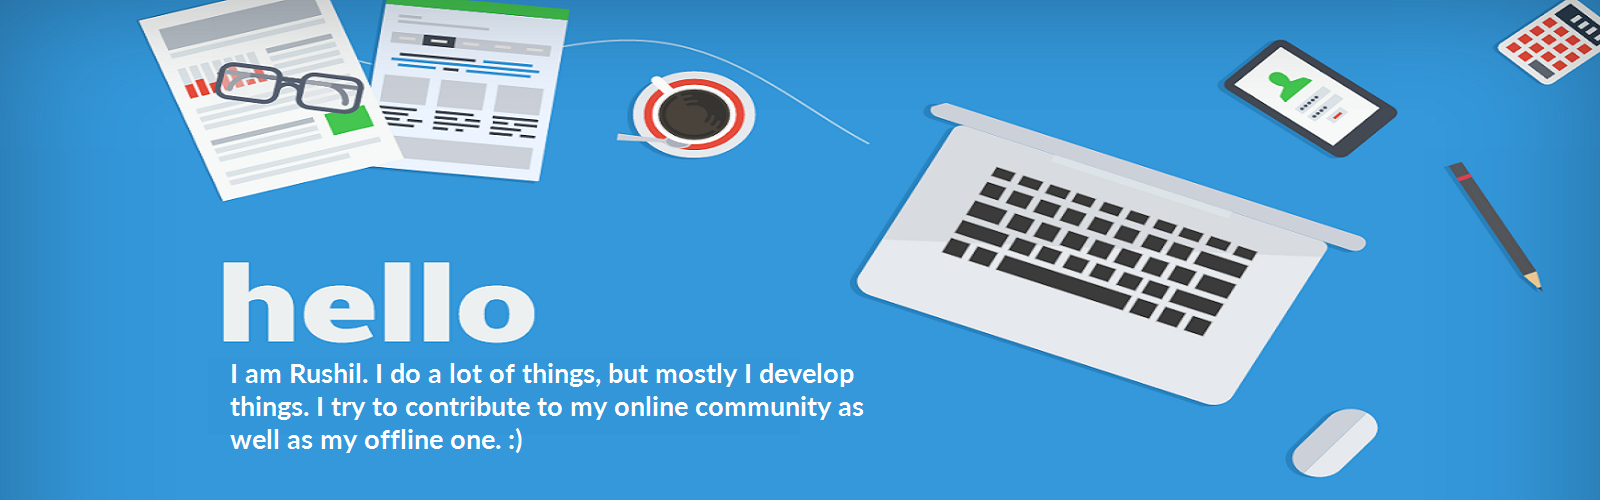 hello
I am Rushil. I do a lot of things, but mostly I develop
things. I try to contribute to my online community as
well as my offline one. :)